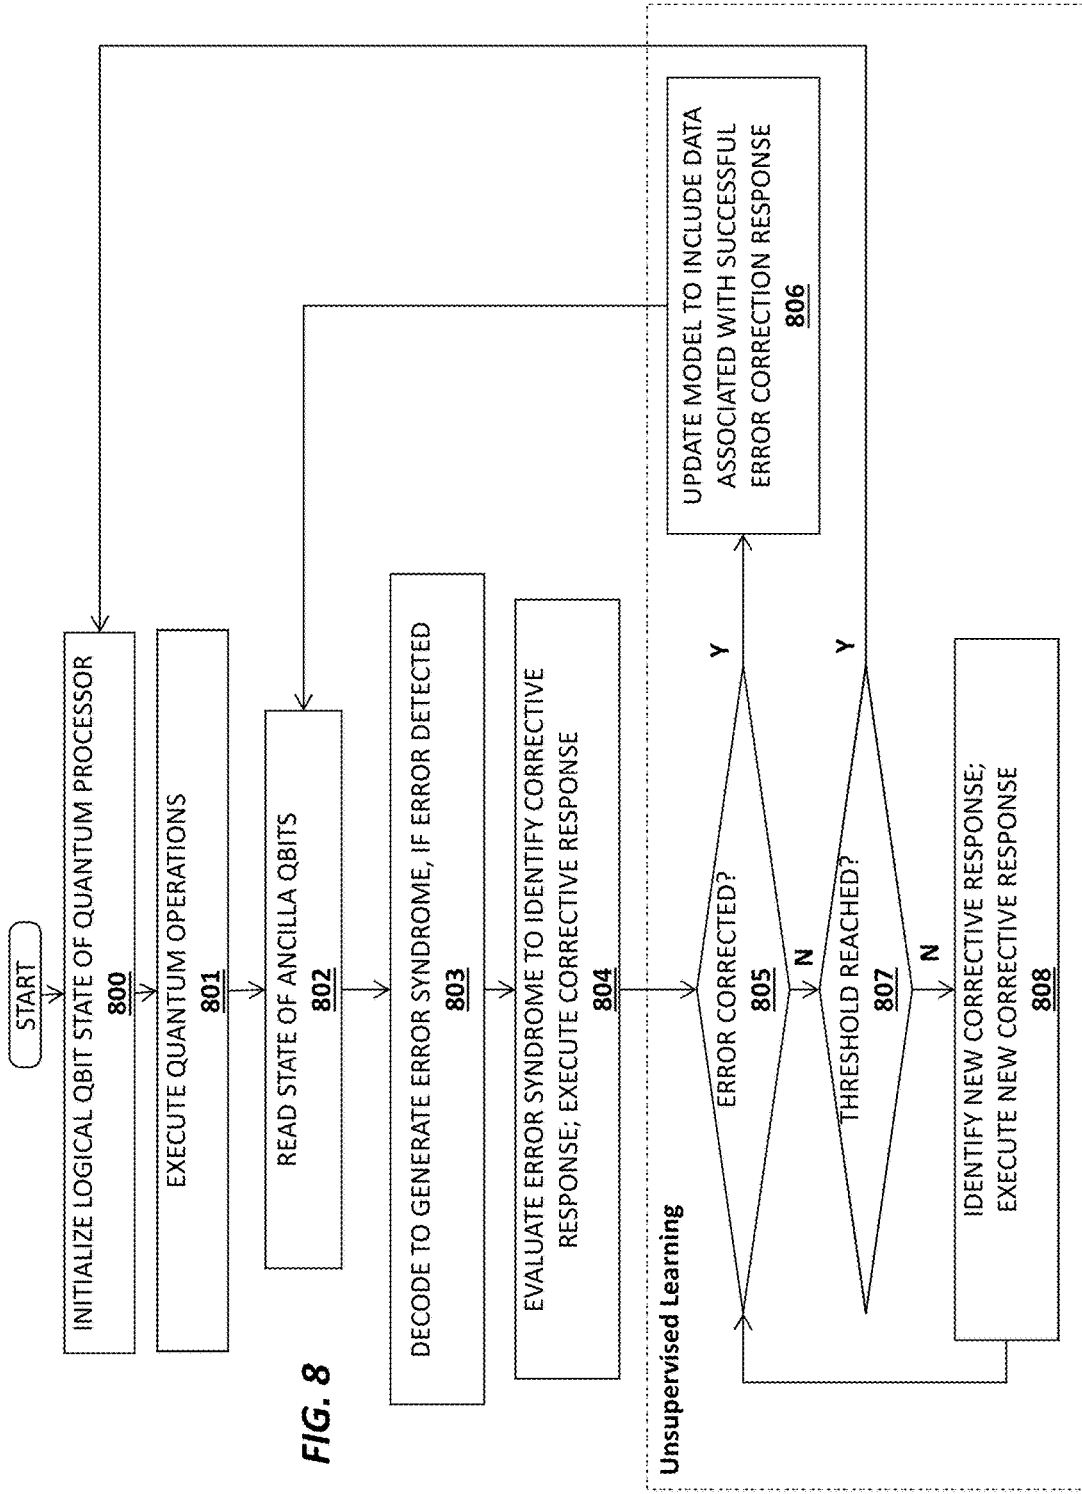 START
INITIALIZE LOGICAL QBIT STATE OF QUANTUM PROCESSOR
800
EXECUTE QUANTUM OPERATIONS
801
READ STATE OF ANCILLA QBITS
802
DECODE TO GENERATE ERROR SYNDROME, IF ERROR DETECTED
803
EVALUATE ERROR SYNDROME TO IDENTIFY CORRECTIVE
RESPONSE; EXECUTE CORRECTIVE RESPONSE
804
Unsupervised Learning
ERROR CORRECTED?
805
Y
N
UPDATE MODEL TO INCLUDE DATA
ASSOCIATED WITH SUCCESSFUL
ERROR CORRECTION RESPONSE
806
THRESHOLD REACHED?
807
Y
N
IDENTIFY NEW CORRECTIVE RESPONSE;
EXECUTE NEW CORRECTIVE RESPONSE
808
FIG. 8